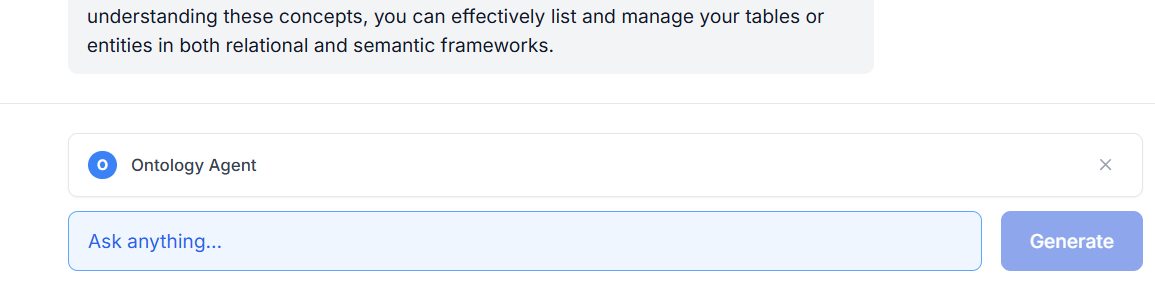 understanding these concepts, you can effectively list and manage your tables or
entities in both relational and semantic frameworks.
O
Ontology Agent
Ask anything...
Generate